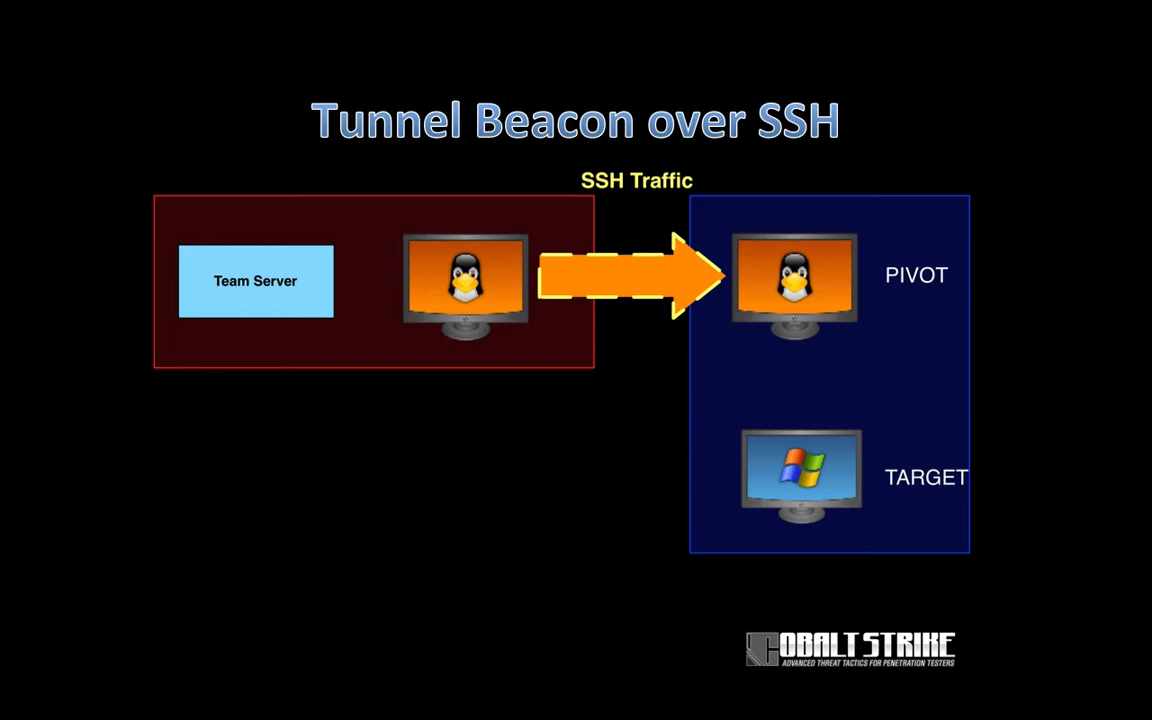 Tunnel Beacon over SSH
SSH Traffic
Team Server
PIVOT
TARGET
COBALT STRIKE
ADVANCED THREAT TACTICS FOR PENETRATION TESTERS